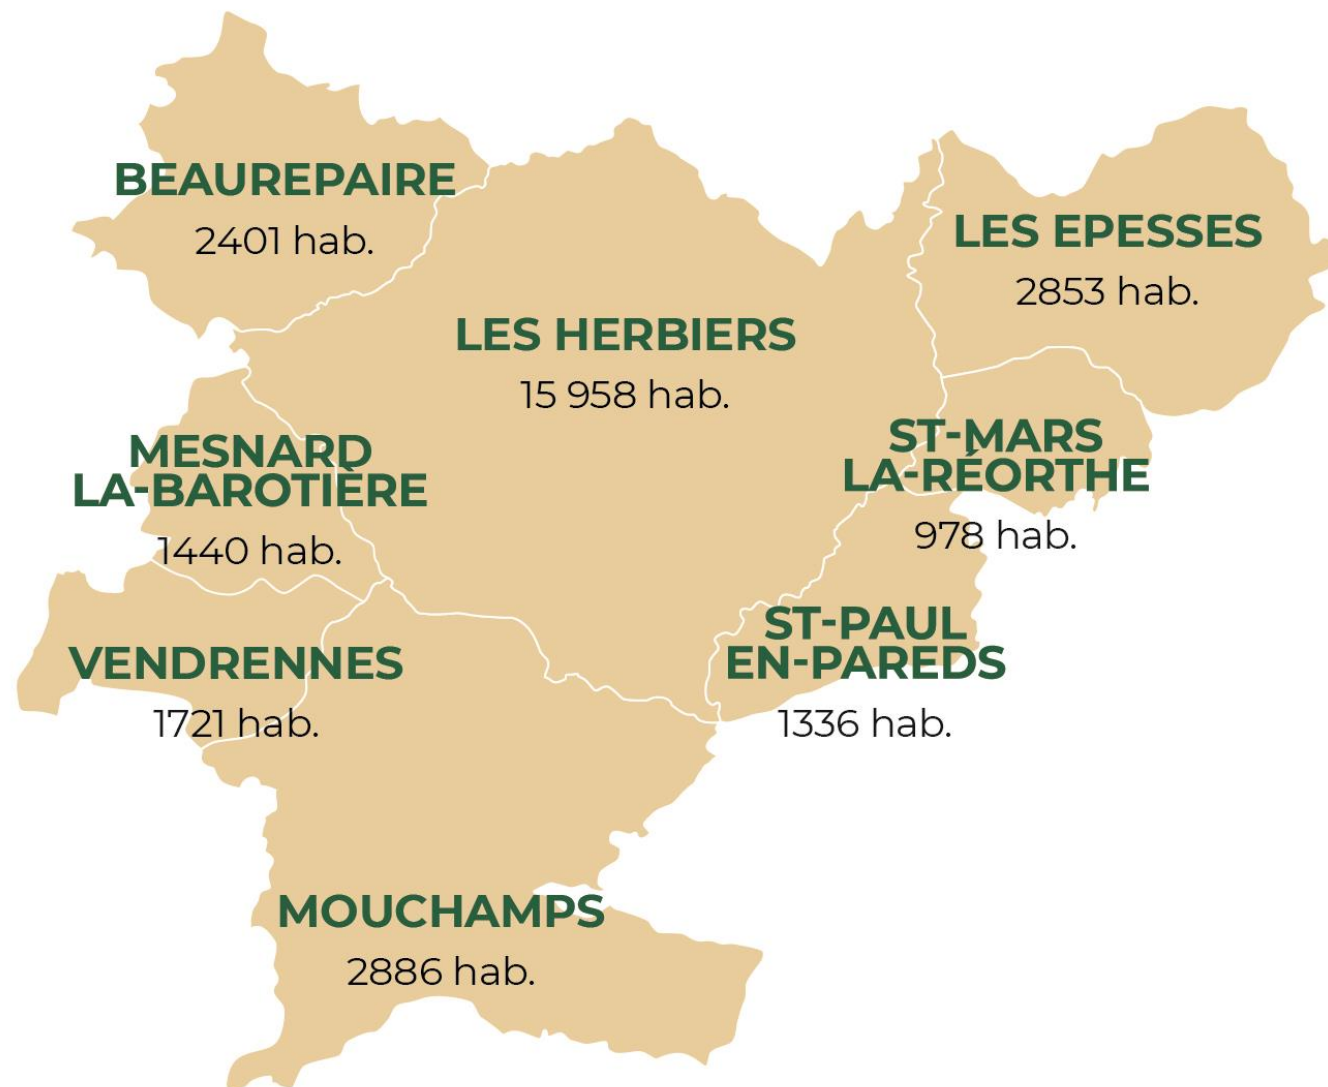 BEAUREPAIRE
2401 hab.
LES EPESSES
2853 hab.
LES HERBIERS
15 958 hab.
ST-MARS
LA-RÉORTHE
978 hab.
MESNARD
LA-BAROTIÈRE
1440 hab.
ST-PAUL
EN-PAREDS
1336 hab.
VENDRENNES
1721 hab.
MOUCHAMPS
2886 hab.